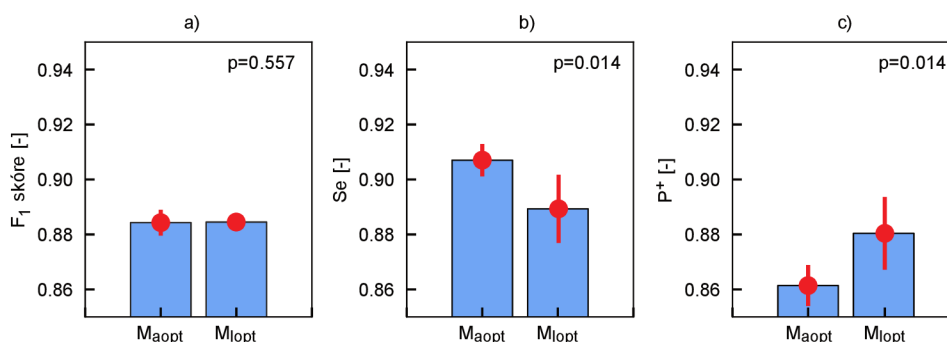 a)
F1 skóre [-]
0.94
0.92
0.90
0.88
0.86
p=0.557
Maopt
Mlopt
b)
Se [-]
0.94
0.92
0.90
0.88
0.86
p=0.014
Maopt
Mlopt
c)
P+ [-]
0.94
0.92
0.90
0.88
0.86
p=0.014
Maopt
Mlopt